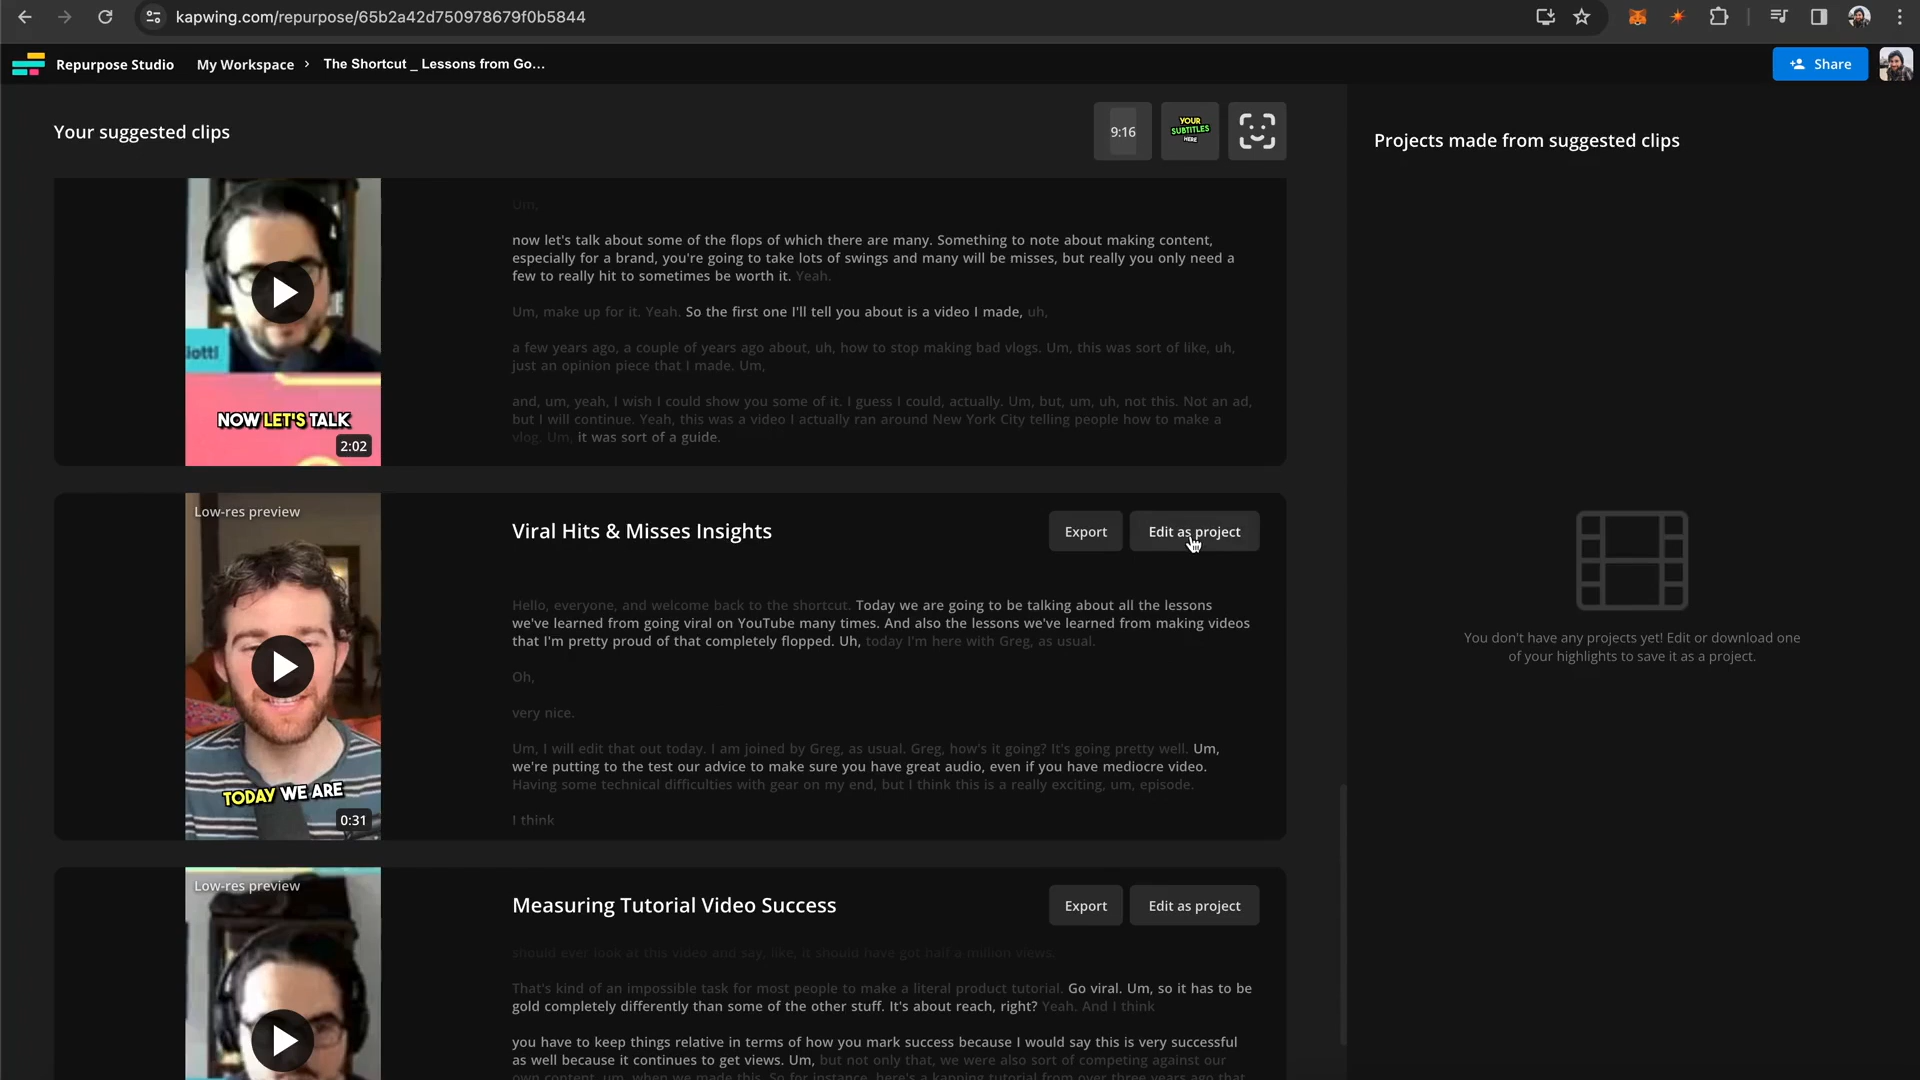 kapwing.com/repurpose/65b2a42d750978679f0b5844
Repurpose Studio My Workspace › The Shortcut _ Lessons from Go... Share
Your suggested clips
9:16
YOUR
SUBTITLES
HERE
Projects made from suggested clips
Um,
now let's talk about some of the flops of which there are many. Something to note about making content,
especially for a brand, you're going to take lots of swings and many will be misses, but really you only need a
few to really hit to sometimes be worth it. Yeah.
Um, make up for it. Yeah. So the first one I'll tell you about is a video I made, uh,
a few years ago, a couple of years ago about, uh, how to stop making bad vlogs. Um, this was sort of like, uh,
just an opinion piece that I made. Um,
and, um, yeah, I wish I could show you some of it. I guess I could, actually. Um, but, um, uh, not this. Not an ad,
but I will continue. Yeah, this was a video I actually ran around New York City telling people how to make a
vlog. Um, it was sort of a guide.
iotti
NOW LET'S TALK
2:02
Low-res preview
Viral Hits & Misses Insights
Export
Edit as project
Hello, everyone, and welcome back to the shortcut. Today we are going to be talking about all the lessons
we've learned from going viral on YouTube many times. And also the lessons we've learned from making videos
that I'm pretty proud of that completely flopped. Uh, today I'm here with Greg, as usual.
Oh,
very nice.
Um, I will edit that out today. I am joined by Greg, as usual. Greg, how's it going? It's going pretty well. Um,
we're putting to the test our advice to make sure you have great audio, even if you have mediocre video.
Having some technical difficulties with gear on my end, but I think this is a really exciting, um, episode.
I think
TODAY WE ARE
0:31
You don't have any projects yet! Edit or download one
of your highlights to save it as a project.
Low-res preview
Measuring Tutorial Video Success
Export
Edit as project
should ever look at this video and say, like, it should have got half a million views.
That's kind of an impossible task for most people to make a literal product tutorial. Go viral. Um, so it has to be
gold completely differently than some of the other stuff. It's about reach, right? Yeah. And I think
you have to keep things relative in terms of how you mark success because I would say this is very successful
as well because it continues to get views. Um, but not only that, we were also sort of competing against our
own content, um, when we made this. So for instance, here's a kapwing tutorial from over three years ago that